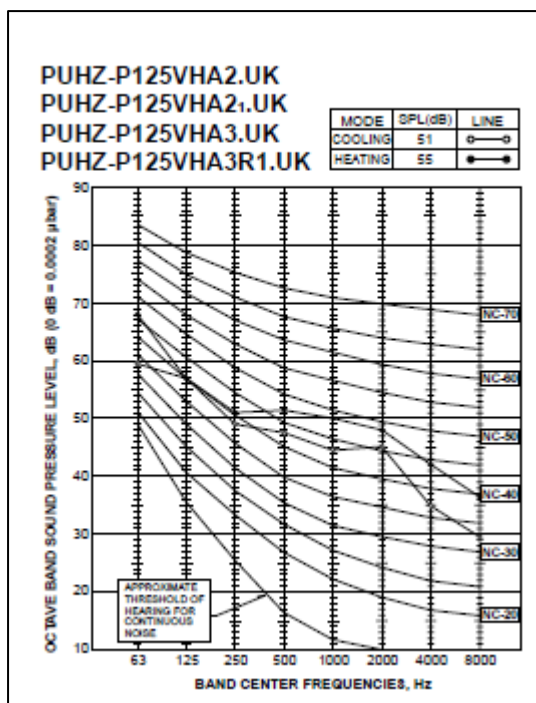 PUHZ-P125VHA2.UK
PUHZ-P125VHA2₁.UK
PUHZ-P125VHA3.UK
PUHZ-P125VHA3R1.UK
MODE SPL(dB) LINE
COOLING 51
HEATING 55
OCTAVE BAND SOUND PRESSURE LEVEL, dB (0 dB = 0.0002 µbar)
90
80
70
60
50
40
30
20
10
NC-70
NC-60
NC-50
NC-40
NC-30
NC-20
APPROXIMATE
THRESHOLD OF
HEARING FOR
CONTINUOUS
NOISE
63 125 250 500 1000 2000 4000 8000
BAND CENTER FREQUENCIES, Hz